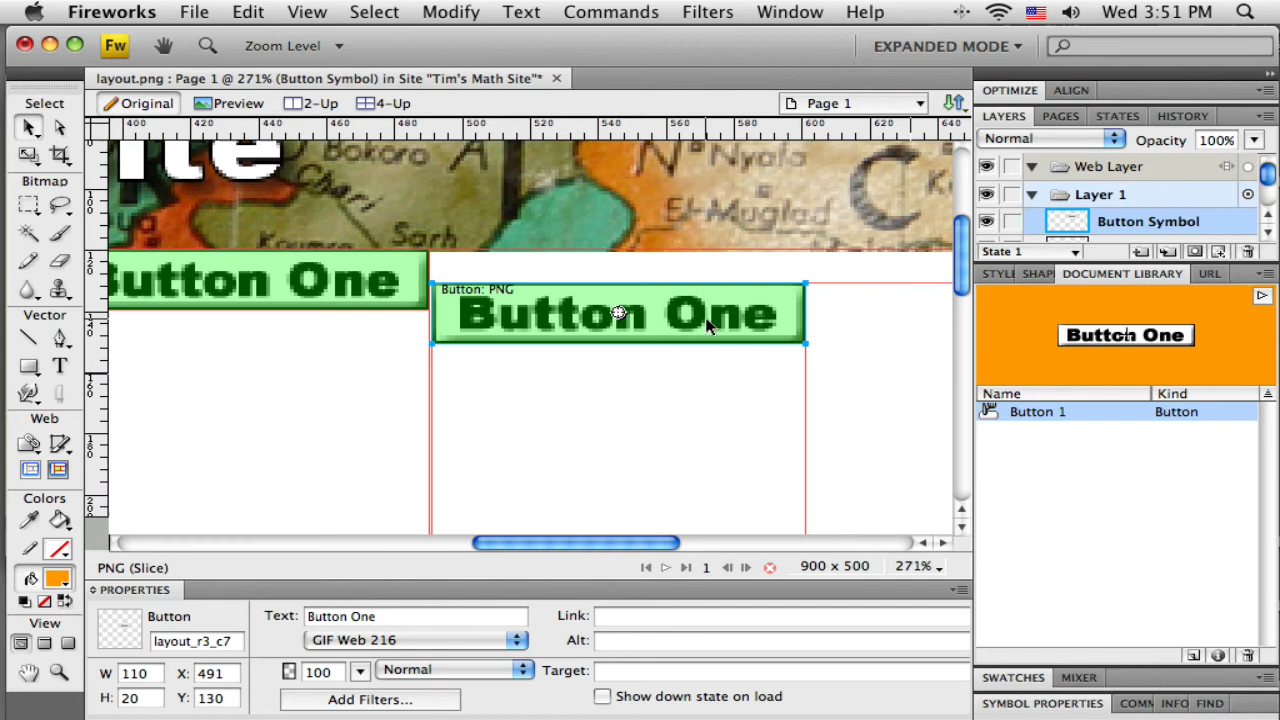 Fireworks File Edit View Select Modify Text Commands Filters Window Help Wed 3:51 PM
Fw Zoom Level EXPANDED MODE
layout.png : Page 1 @ 271% (Button Symbol) in Site "Tim's Math Site"*
Original Preview 2-Up 4-Up Page 1
400 420 440 460 480 500 520 540 560 580 600 620 640
Select
Bitmap
Vector
Web
Colors
View
ite
Bokoro
Chari
Sarh
A
N
Nyala
El-Muglad
C
Button One
Button: PNG
Button One
PNG (Slice) 1 900 x 500 271%
PROPERTIES
Button
layout_r3_c7
Text: Button One
Link:
GIF Web 216
Alt:
W 110 X: 491
100 Normal
Target:
H: 20 Y: 130
Add Filters...
Show down state on load
OPTIMIZE ALIGN
LAYERS PAGES STATES HISTORY
Normal Opacity 100%
Web Layer
Layer 1
Button Symbol
State 1
STYLE SHAP DOCUMENT LIBRARY URL
Button One
Name Kind
Button 1 Button
SWATCHES MIXER
SYMBOL PROPERTIES COMM INFO FIND